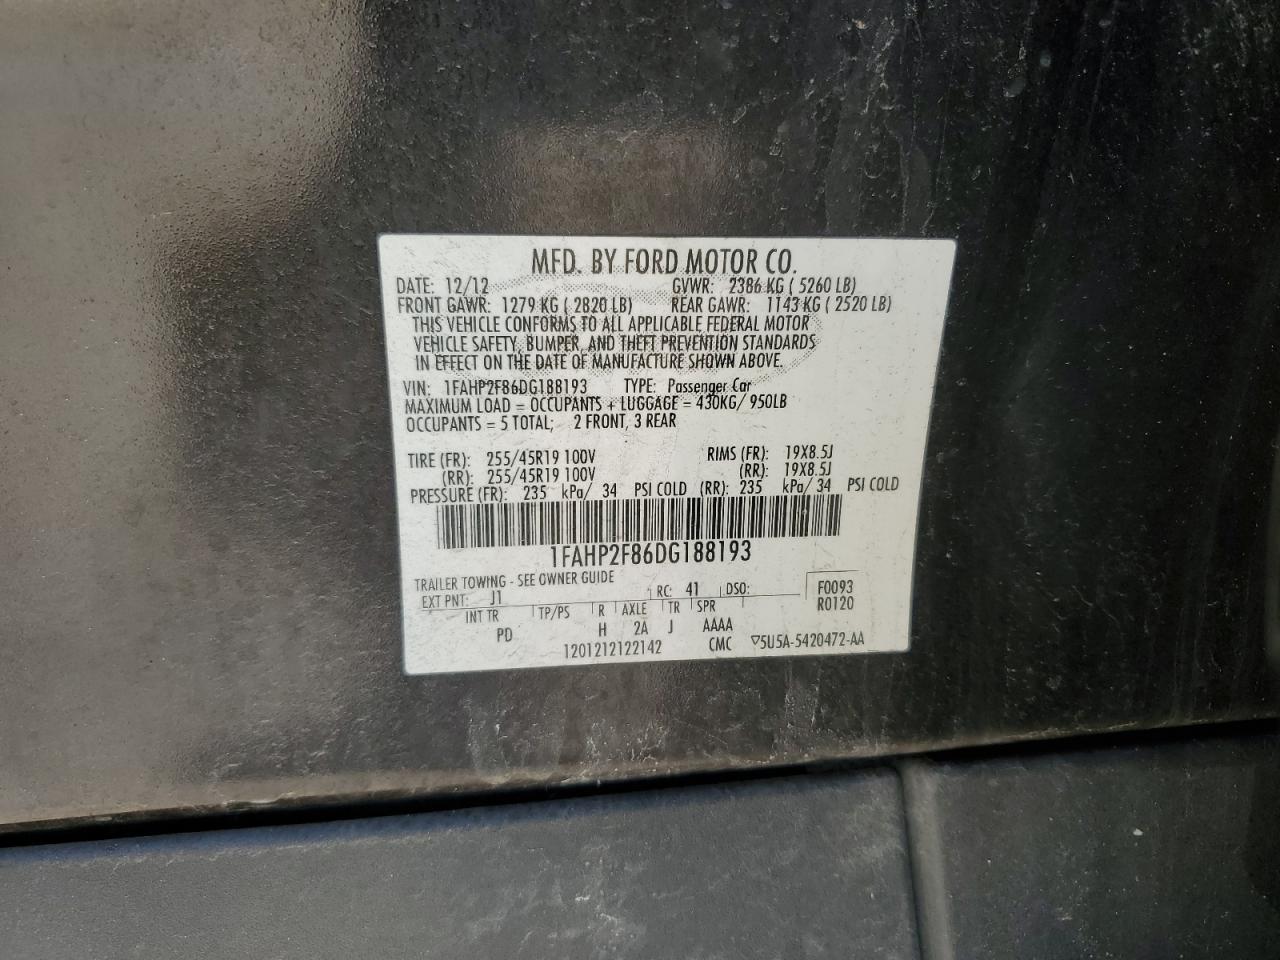 MFD. BY FORD MOTOR CO.
DATE: 12/12 GVWR: 2386 KG ( 5260 LB)
FRONT GAWR: 1279 KG ( 2820 LB) REAR GAWR: 1143 KG ( 2520 LB)
THIS VEHICLE CONFORMS TO ALL APPLICABLE FEDERAL MOTOR
VEHICLE SAFETY, BUMPER, AND THEFT PREVENTION STANDARDS
IN EFFECT ON THE DATE OF MANUFACTURE SHOWN ABOVE.
VIN: 1FAHP2F86DG188193 TYPE: Passenger Car
MAXIMUM LOAD = OCCUPANTS + LUGGAGE = 430KG/ 950LB
OCCUPANTS = 5 TOTAL; 2 FRONT, 3 REAR
TIRE (FR): 255/45R19 100V RIMS (FR): 19X8.5J
(RR): 255/45R19 100V (RR): 19X8.5J
PRESSURE (FR): 235 kPa/ 34 PSI COLD (RR): 235 kPa/ 34 PSI COLD
1FAHP2F86DG188193
TRAILER TOWING - SEE OWNER GUIDE
EXT PNT: J1 RC: 41 DSO: F0093
INT TR TP/PS R AXLE TR SPR R0120
PD H 2A J AAAA
1201212122142 CMC ▽5U5A-5420472-AA